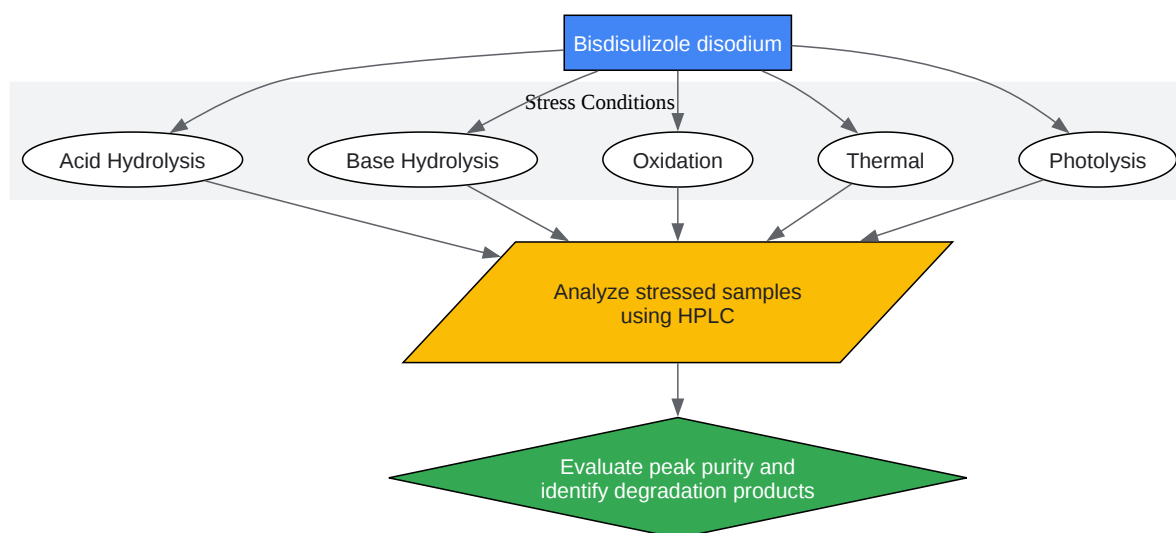 Bisdisulizole disodium
Stress Conditions
Acid Hydrolysis
Base Hydrolysis
Oxidation
Thermal
Photolysis
Analyze stressed samples
using HPLC
Evaluate peak purity and
identify degradation products